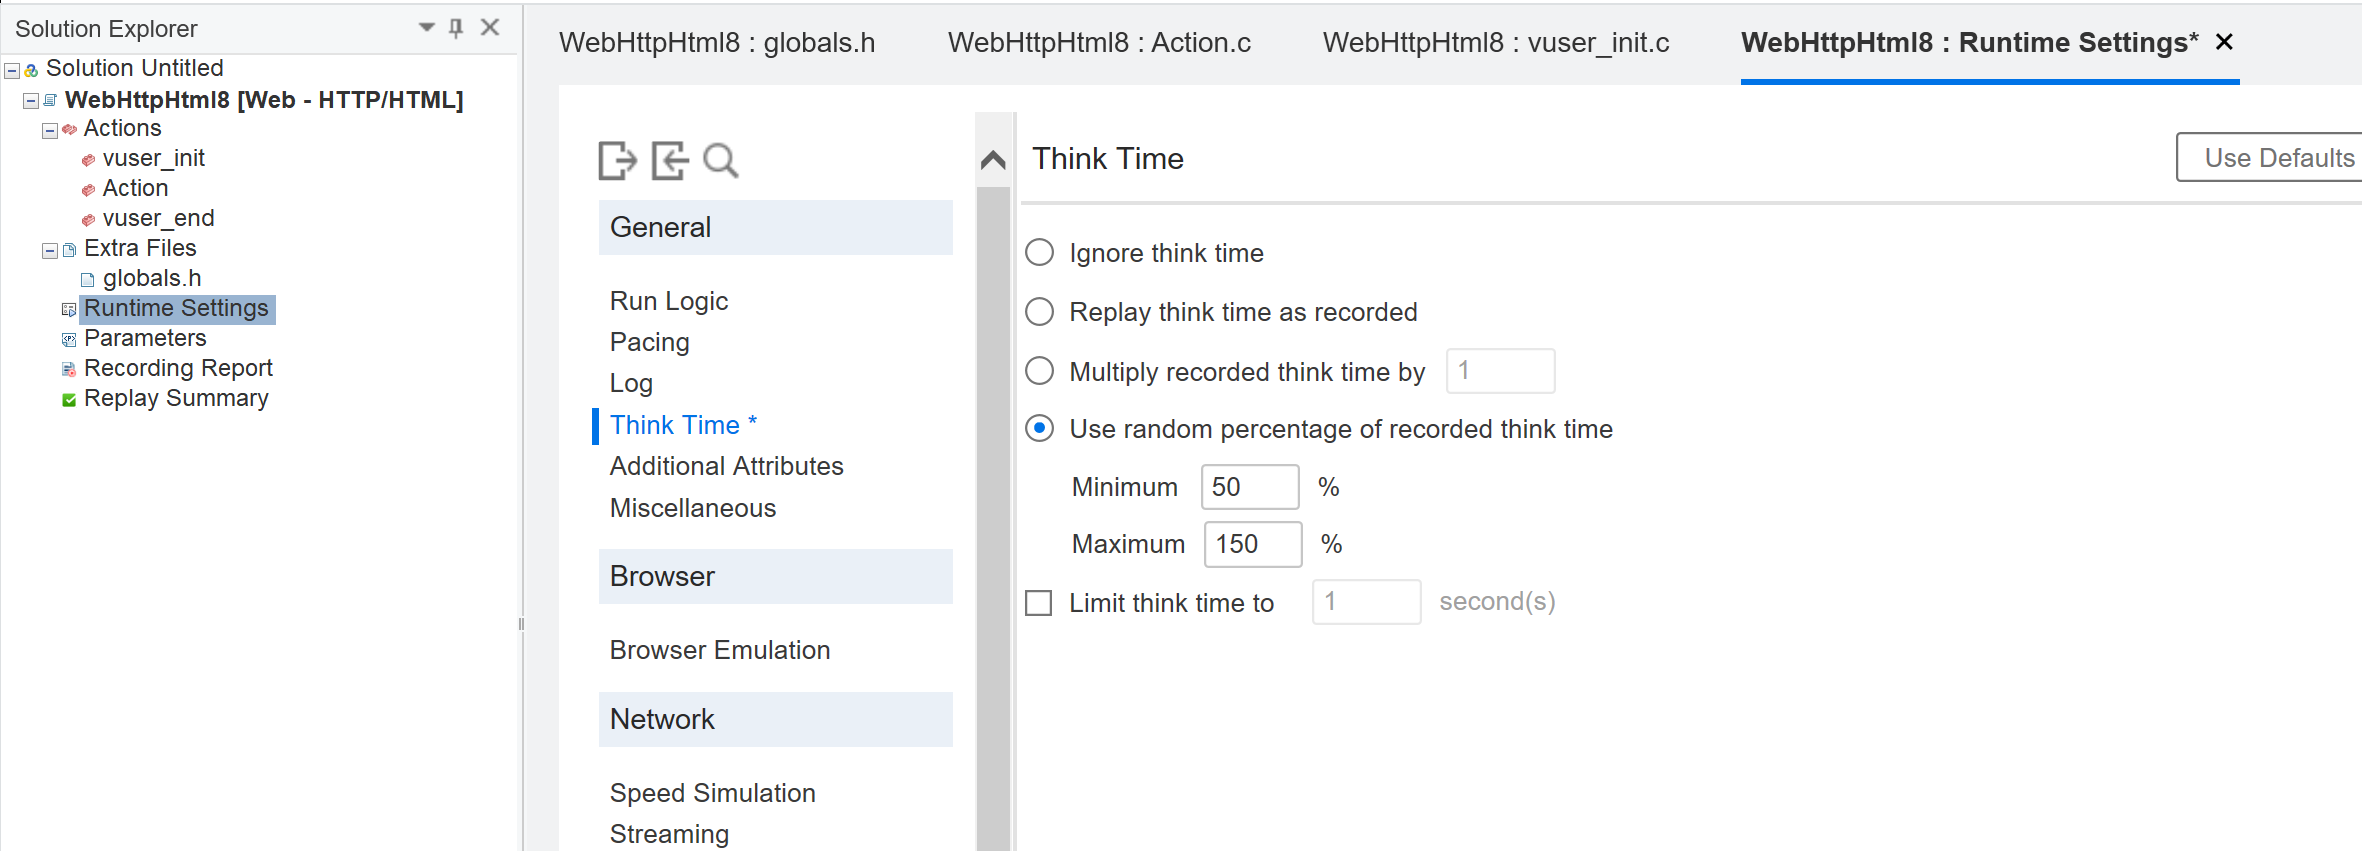 Solution Explorer
Solution Untitled
WebHttpHtml8 [Web - HTTP/HTML]
Actions
vuser_init
Action
vuser_end
Extra Files
globals.h
Runtime Settings
Parameters
Recording Report
Replay Summary
WebHttpHtml8 : globals.h
WebHttpHtml8 : Action.c
WebHttpHtml8 : vuser_init.c
WebHttpHtml8 : Runtime Settings*
General
Run Logic
Pacing
Log
Think Time *
Additional Attributes
Miscellaneous
Browser
Browser Emulation
Network
Speed Simulation
Streaming
Think Time
Use Defaults
Ignore think time
Replay think time as recorded
Multiply recorded think time by 1
Use random percentage of recorded think time
Minimum 50 %
Maximum 150 %
Limit think time to 1 second(s)